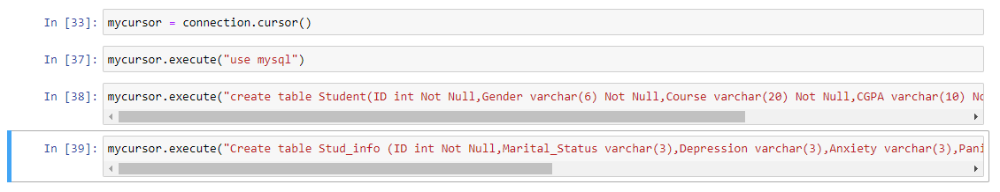 In [33]: mycursor = connection.cursor()
In [37]: mycursor.execute("use mysql")
In [38]: mycursor.execute("create table Student(ID int Not Null,Gender varchar(6) Not Null,Course varchar(20) Not Null,CGPA varchar(10) No
In [39]: mycursor.execute("Create table Stud_info (ID int Not Null,Marital_Status varchar(3),Depression varchar(3),Anxiety varchar(3),Pani